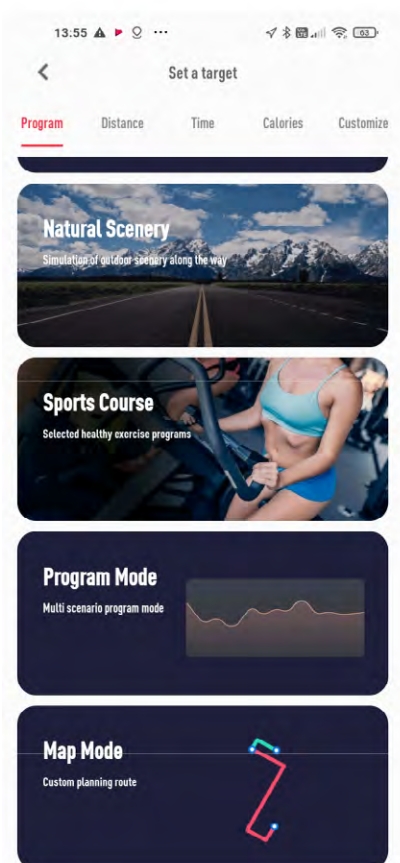 13:55
63
Set a target
Program Distance Time Calories Customize
Natural Scenery
Simulation of outdoor scenery along the way
Sports Course
Selected healthy exercise programs
Program Mode
Multi scenario program mode
Map Mode
Custom planning route